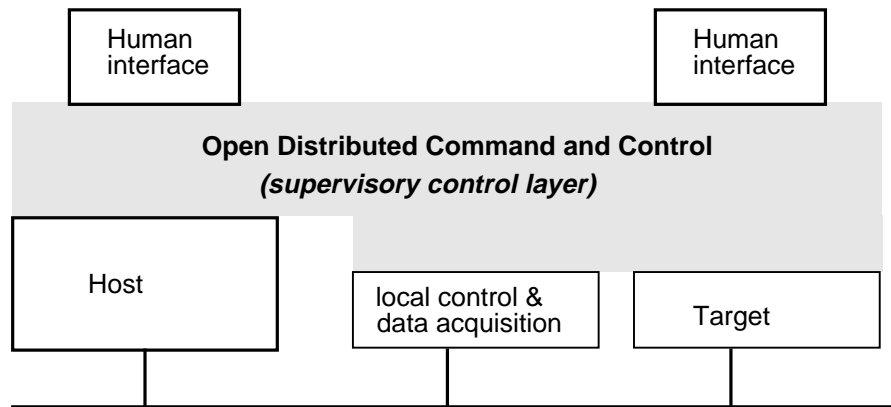 Human
interface
Human
interface
Open Distributed Command and Control
(supervisory control layer)
Host
local control &
data acquisition
Target